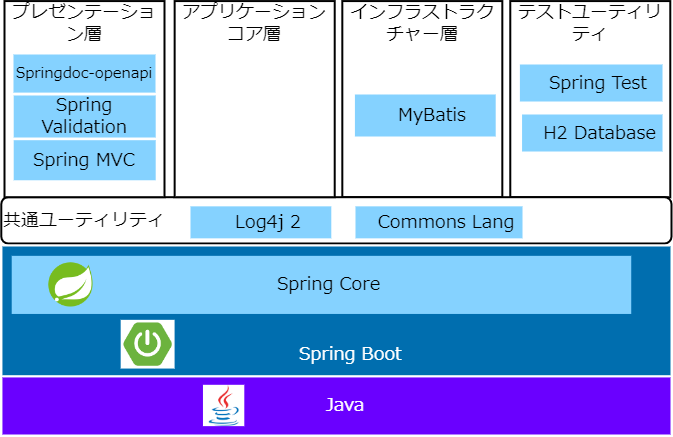 プレゼンテーショ
ン層
Springdoc-openapi
Spring
Validation
Spring MVC
アプリケーション
コア層
インフラストラク
チャー層
MyBatis
テストユーティリ
ティ
Spring Test
H2 Database
共通ユーティリティ
Log4j 2
Commons Lang
Spring Core
Spring Boot
Java